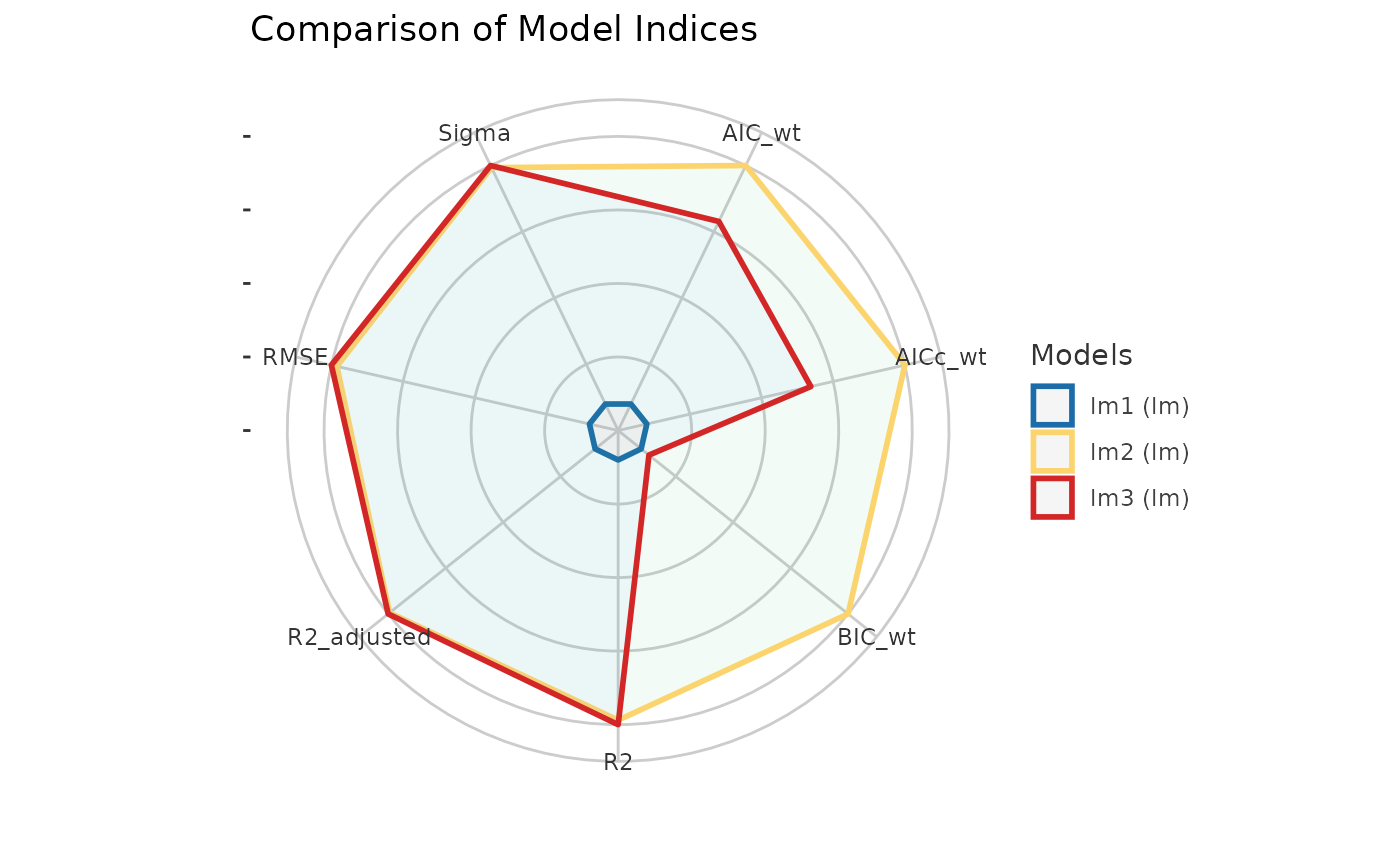 Comparison of Model Indices
Sigma
AIC_wt
-
-
-
-
-
RMSE
AICc_wt
Models
lm1 (lm)
lm2 (lm)
lm3 (lm)
R2_adjusted
BIC_wt
R2